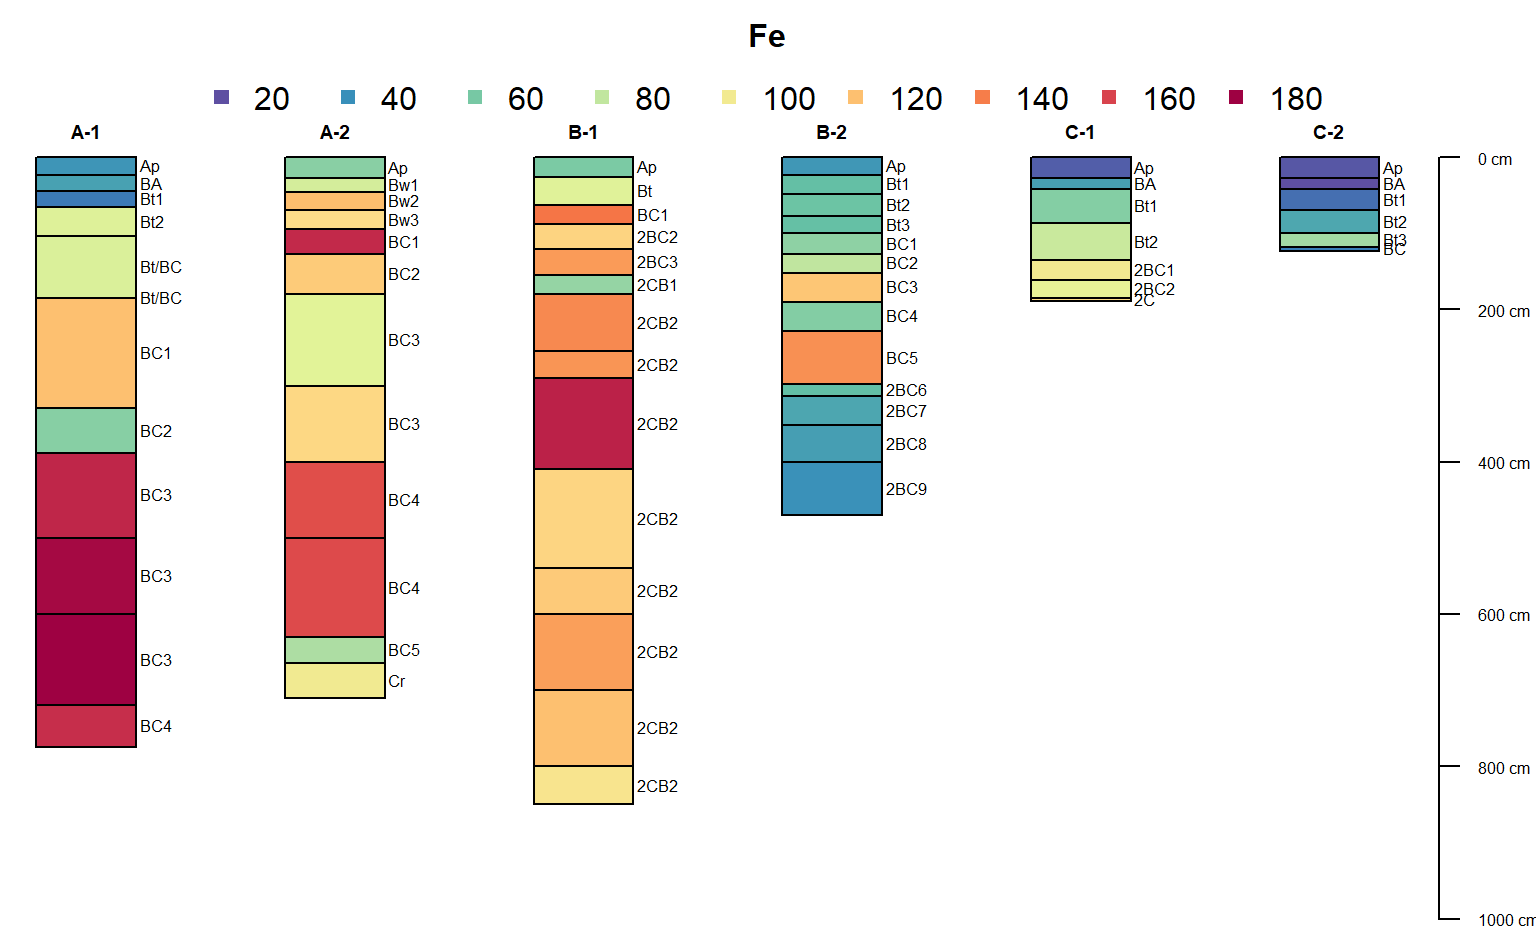 Fe
20 40 60 80 100 120 140 160 180
A-1 A-2 B-1 B-2 C-1 C-2
Ap
BA
Bt1
Bt2
Bt/BC
Bt/BC
BC1
BC2
BC3
BC3
BC3
BC4
Ap
Bw1
Bw2
Bw3
BC1
BC2
BC3
BC3
BC4
BC4
BC5
Cr
Ap
Bt
BC1
2BC2
2BC3
2CB1
2CB2
2CB2
2CB2
2CB2
2CB2
2CB2
2CB2
2CB2
Ap
Bt1
Bt2
Bt3
BC1
BC2
BC3
BC4
BC5
2BC6
2BC7
2BC8
2BC9
Ap
BA
Bt1
Bt2
2BC1
2BC2
2C
Ap
BA
Bt1
Bt2
Bt3
BC
0 cm
200 cm
400 cm
600 cm
800 cm
1000 cm